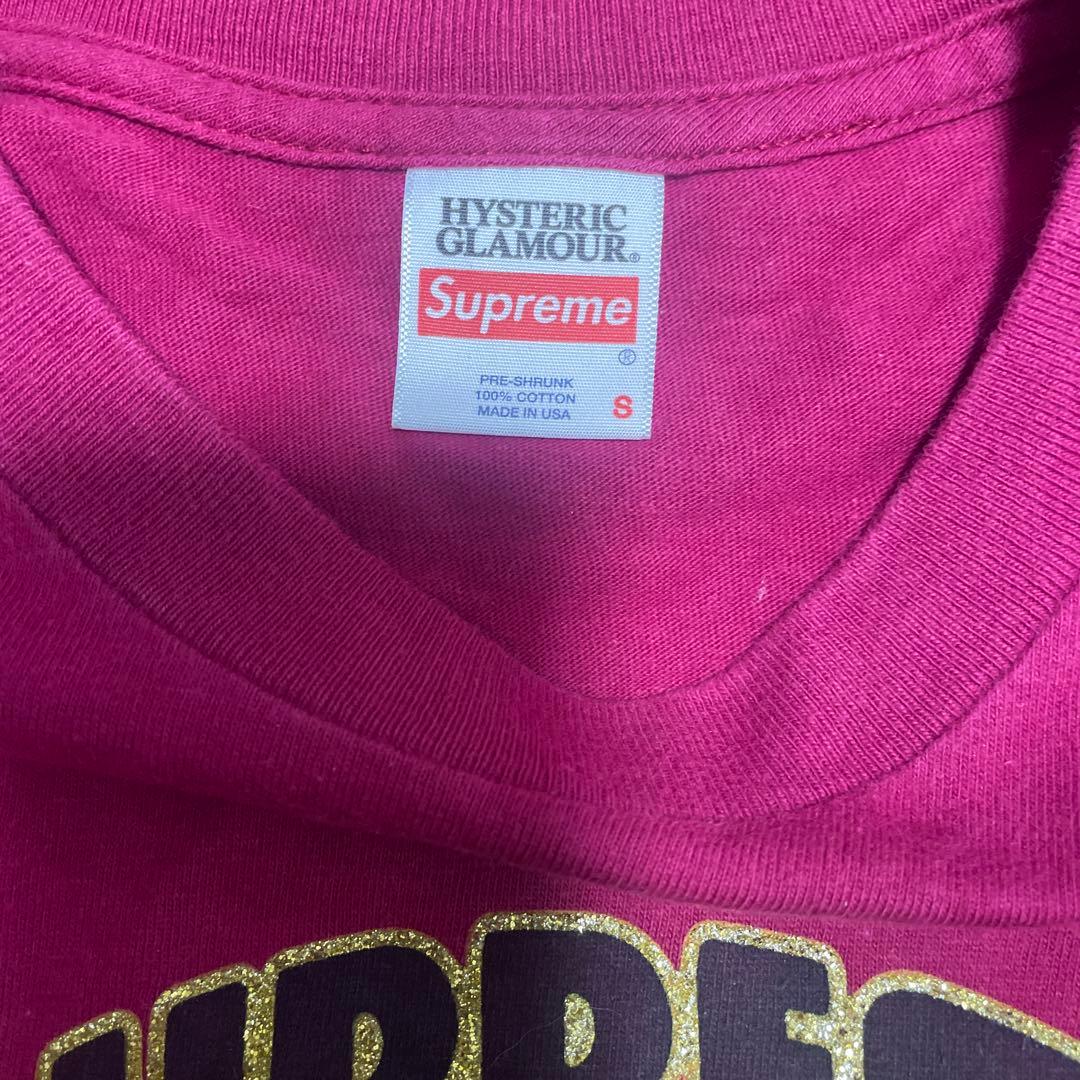 HYSTERIC
GLAMOUR®
Supreme
®
PRE-SHRUNK
100% COTTON
MADE IN USA
S